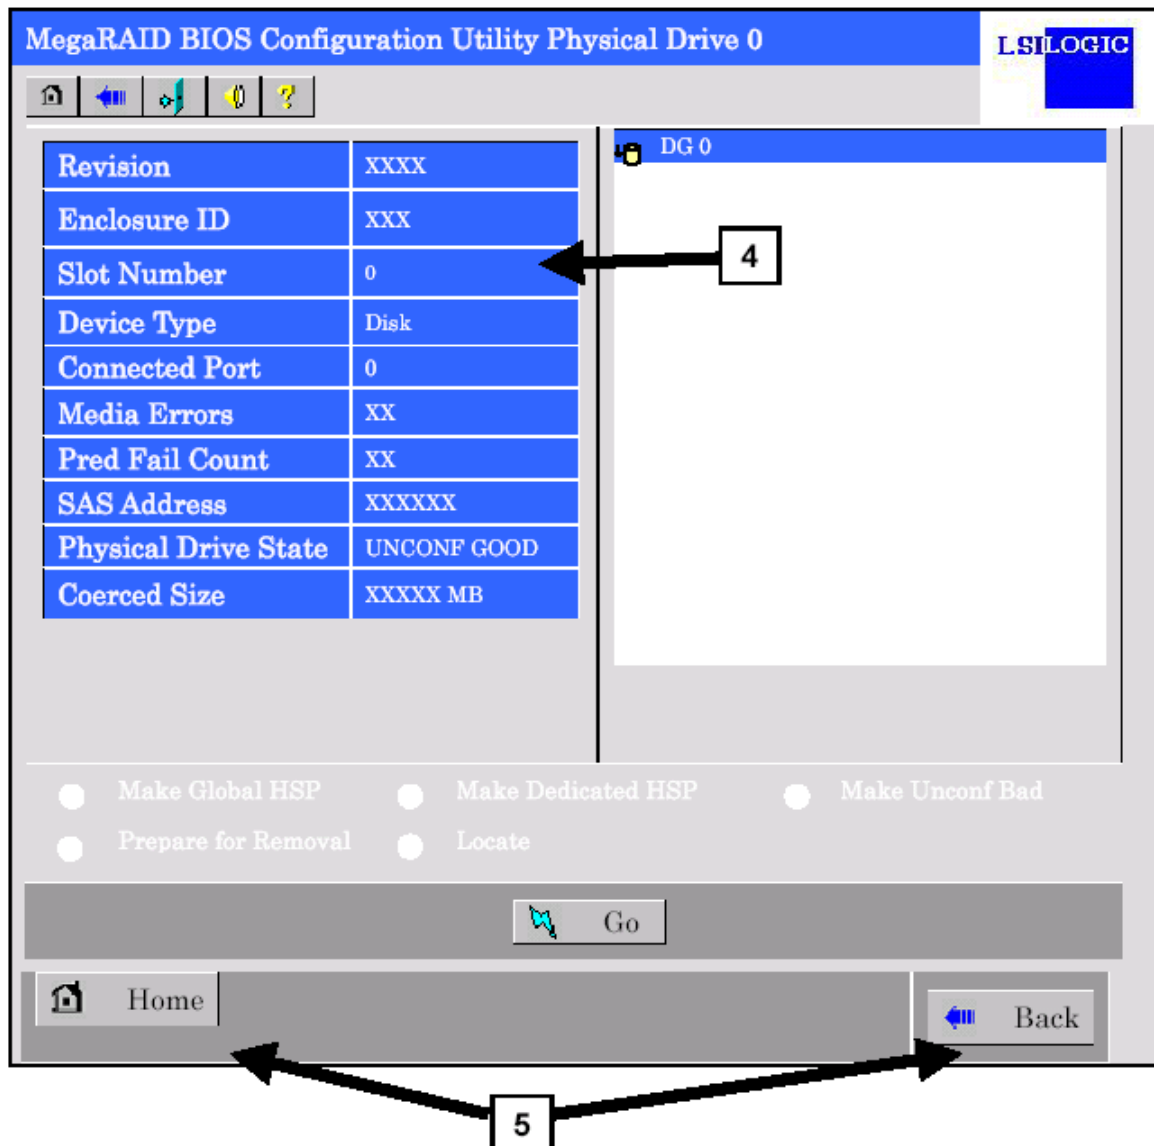 MegaRAID BIOS Configuration Utility Physical Drive 0
LSI LOGIC
Revision XXXX
Enclosure ID XXX
Slot Number 0
Device Type Disk
Connected Port 0
Media Errors XX
Pred Fail Count XX
SAS Address XXXXXX
Physical Drive State UNCONF GOOD
Coerced Size XXXXX MB
DG 0
4
Make Global HSP Make Dedicated HSP Make Unconf Bad
Prepare for Removal Locate
Go
Home Back
5